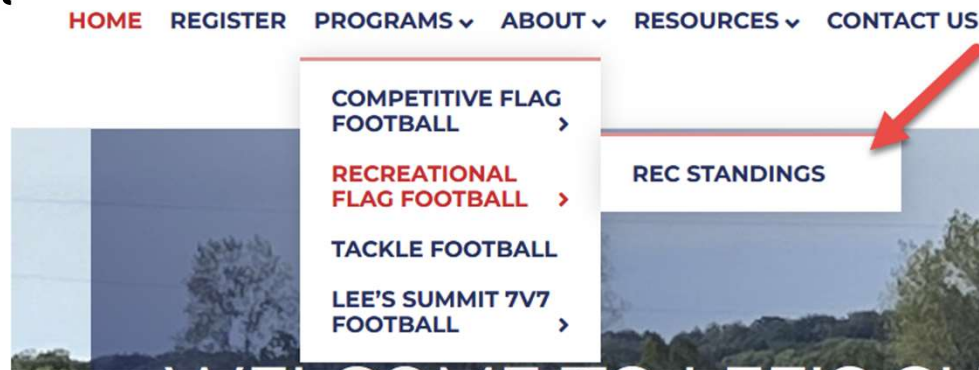 HOME REGISTER PROGRAMS ABOUT RESOURCES CONTACT US
COMPETITIVE FLAG
FOOTBALL
RECREATIONAL
FLAG FOOTBALL
REC STANDINGS
TACKLE FOOTBALL
LEE'S SUMMIT 7V7
FOOTBALL